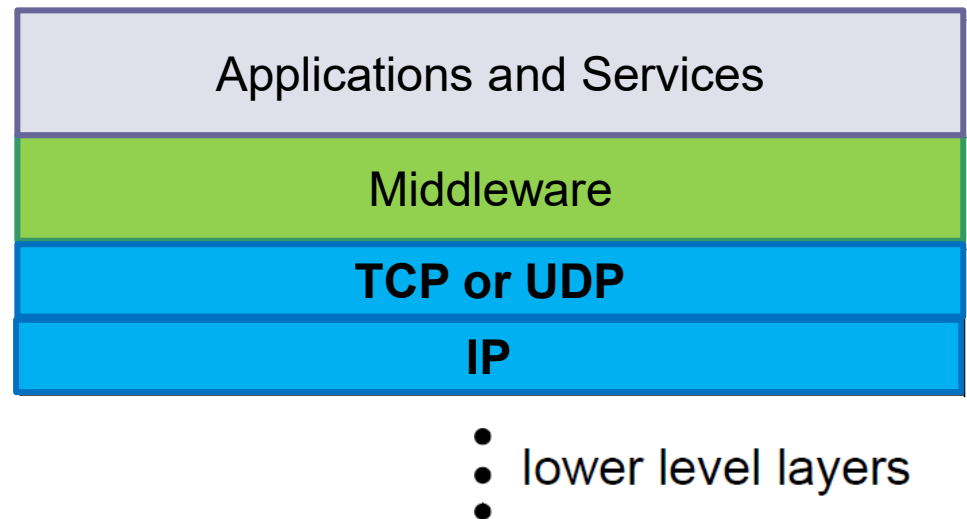 Applications and Services
Middleware
TCP or UDP
IP
lower level layers